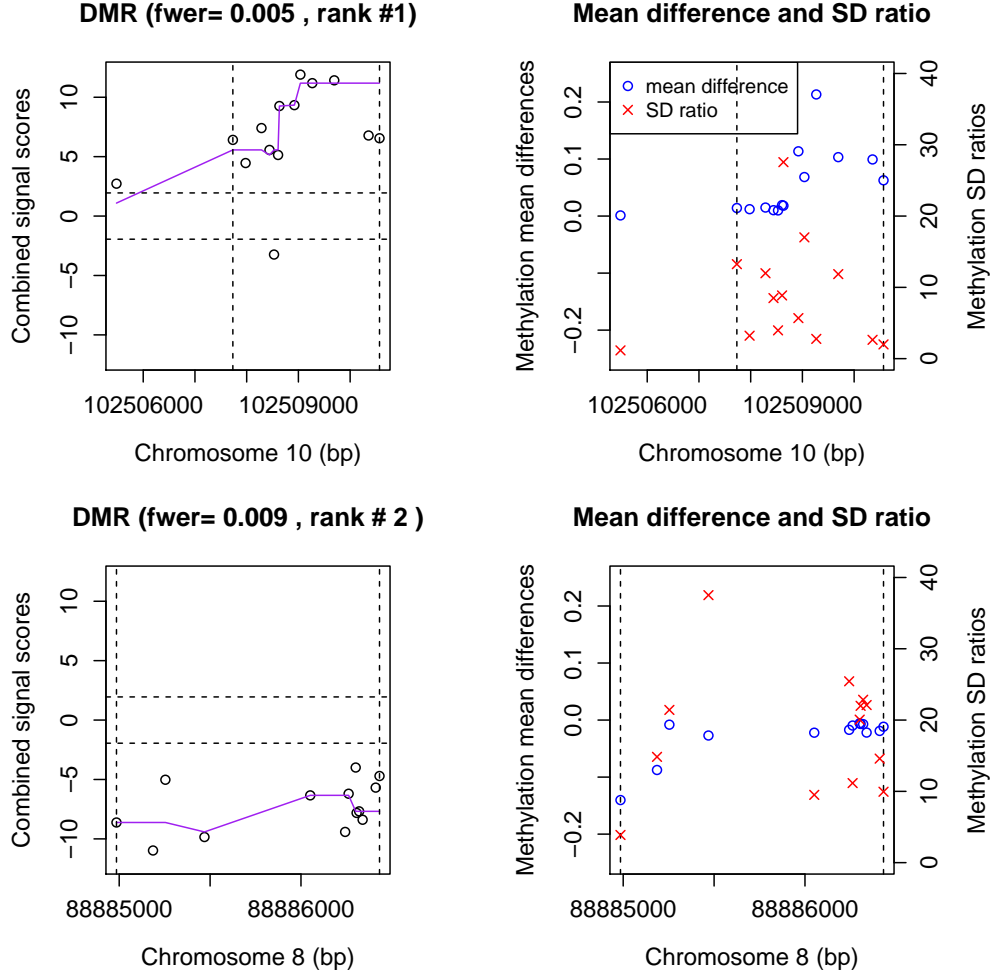 DMR (fwer= 0.005 , rank #1)
Combined signal scores
10
5
0
−5
−10
102506000
102509000
Chromosome 10 (bp)
Mean difference and SD ratio
mean difference
SD ratio
Methylation mean differences
0.2
0.1
0.0
−0.2
Methylation SD ratios
40
30
20
10
0
102506000
102509000
Chromosome 10 (bp)
DMR (fwer= 0.009 , rank # 2 )
Combined signal scores
10
5
0
−5
−10
88885000
88886000
Chromosome 8 (bp)
Mean difference and SD ratio
Methylation mean differences
0.2
0.1
0.0
−0.2
Methylation SD ratios
40
30
20
10
0
88885000
88886000
Chromosome 8 (bp)